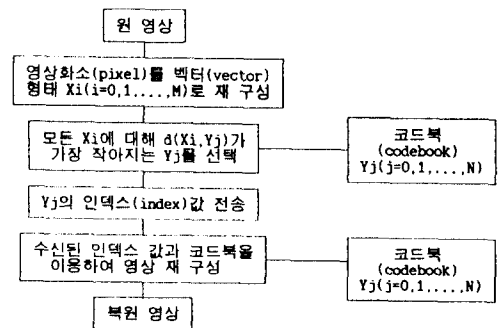 원 영상
영상화소(pixel)를 벡터(vector)
형태 Xi(i=0,1....,M)로 재 구성
모든 Xi에 대해 d(Xi,Yj)가
가장 작아지는 Yj를 선택
코드북
(codebook)
Yj(j=0,1....,N)
Yj의 인덱스(index)값 전송
수신된 인덱스 값과 코드북을
이용하여 영상 재 구성
코드북
(codebook)
Yj(j=0,1....,N)
복원 영상